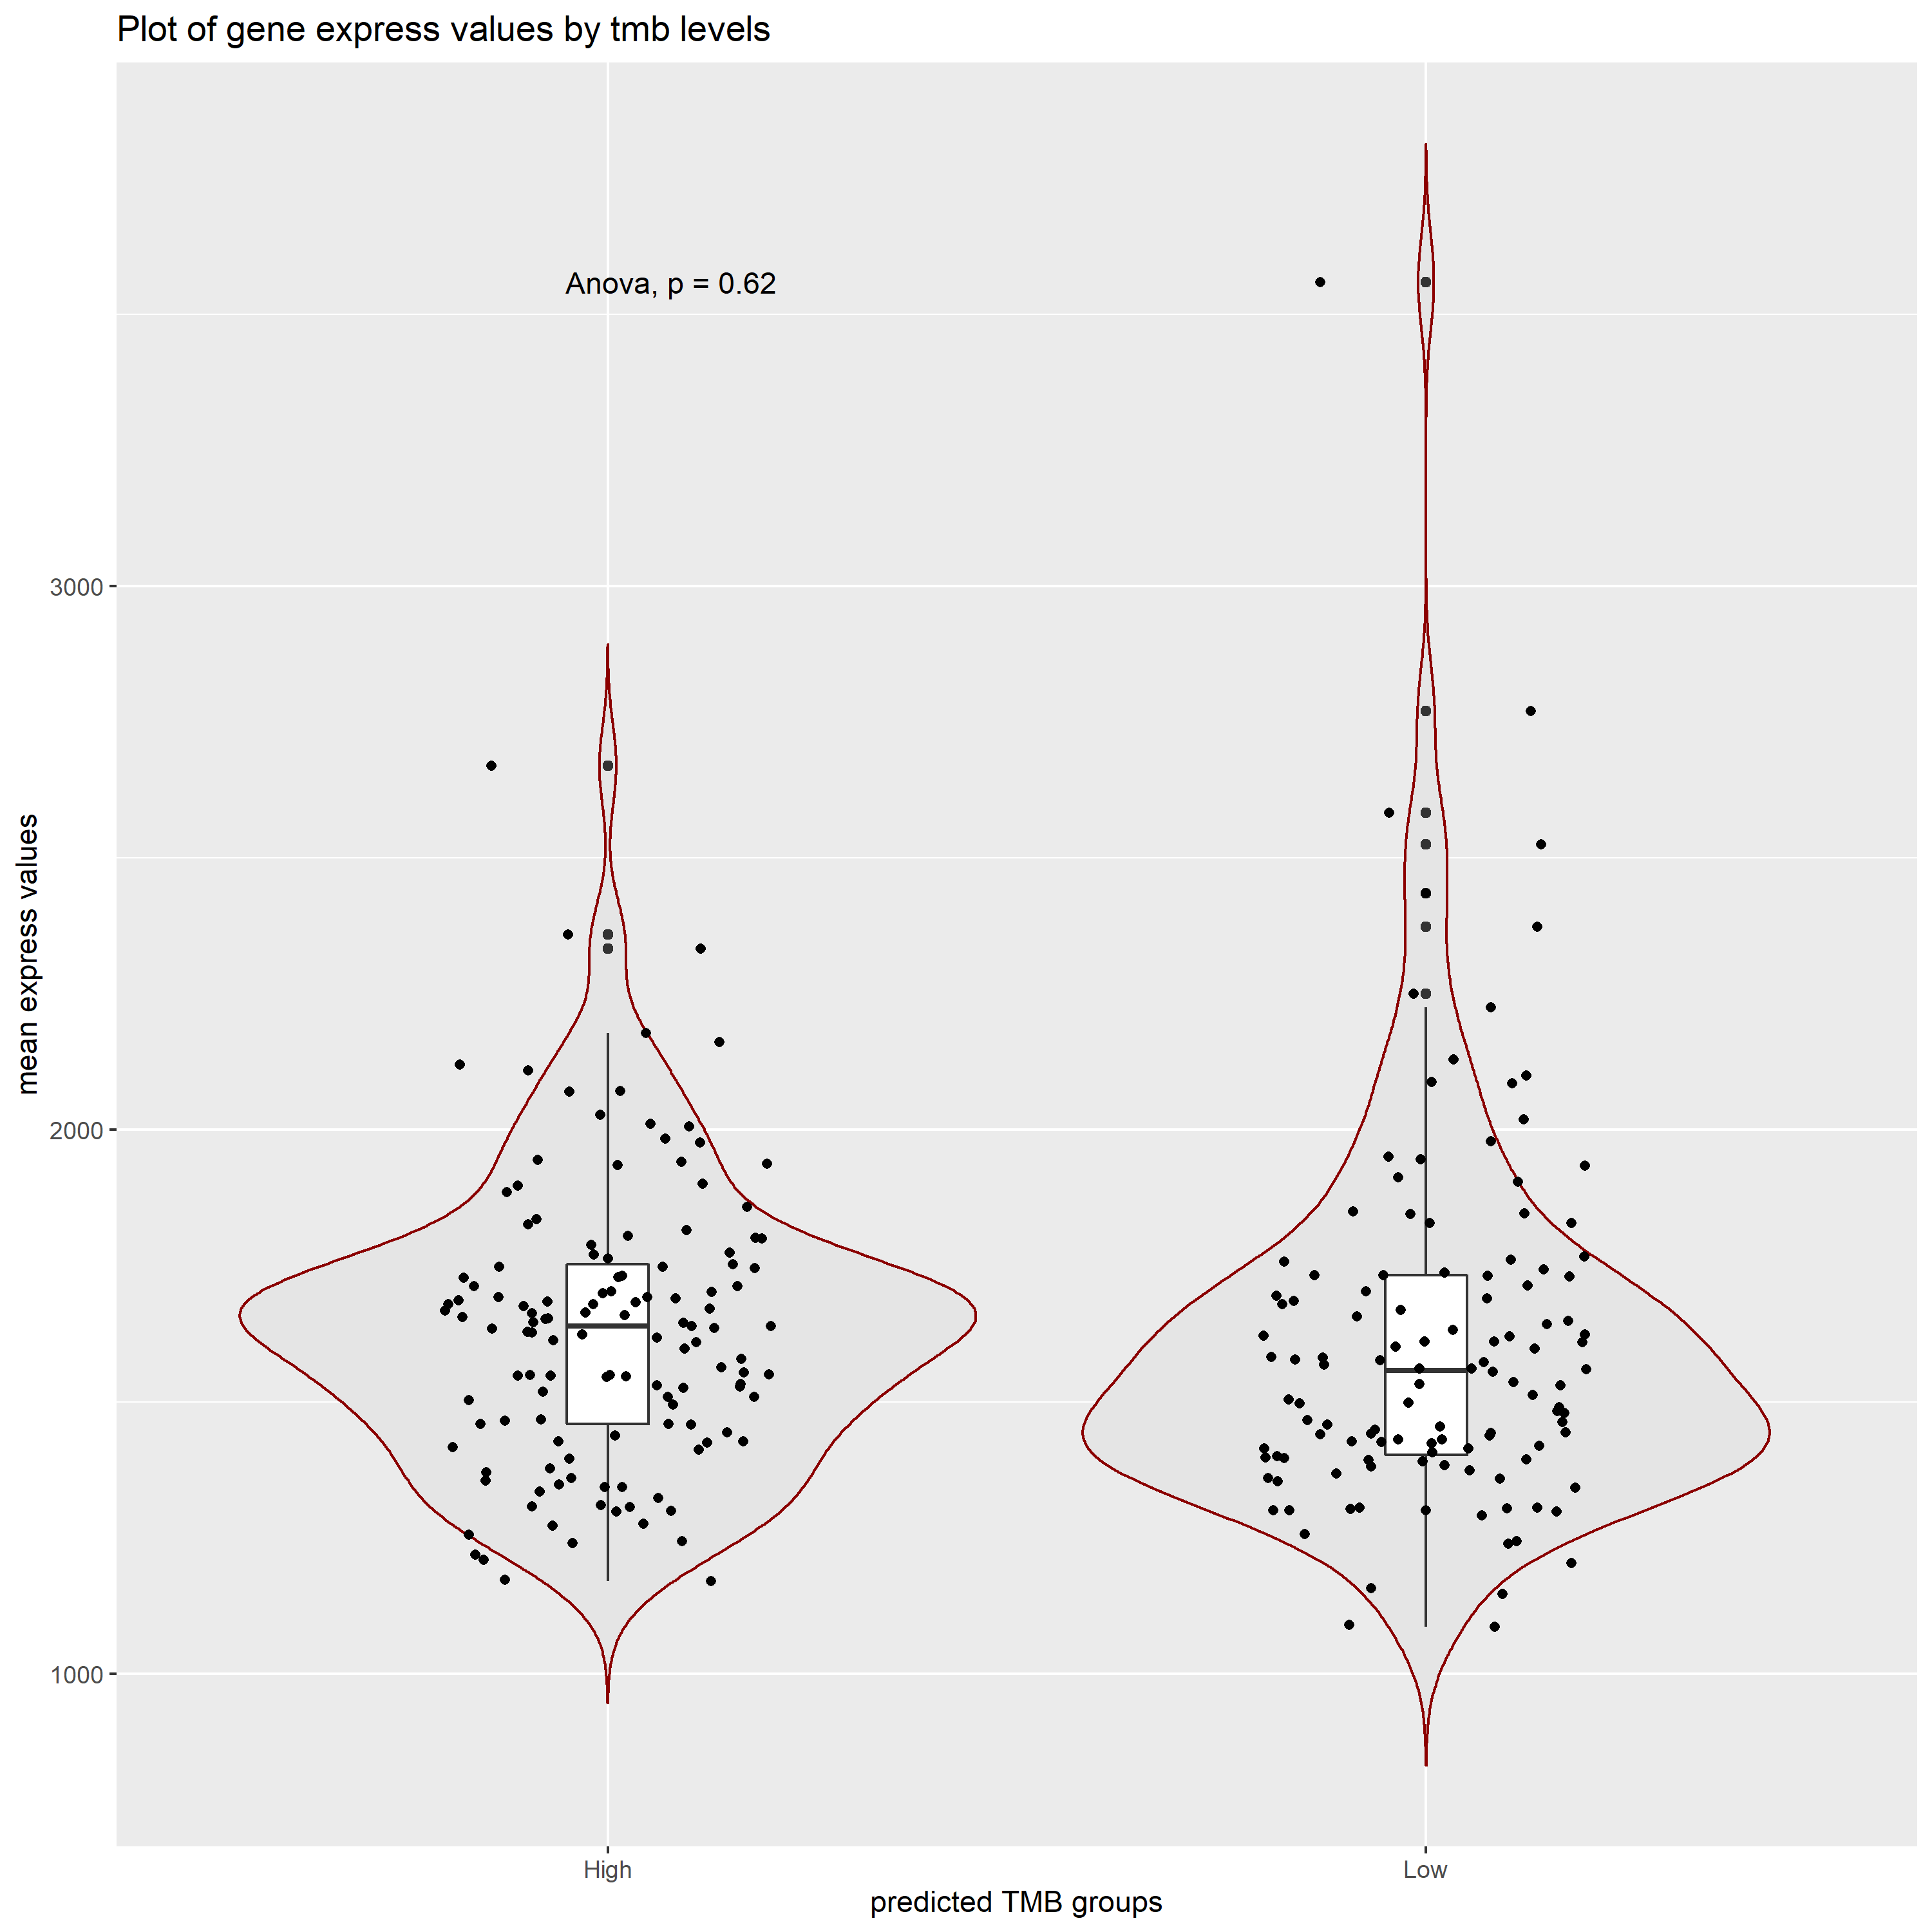 Plot of gene express values by tmb levels
Anova, p = 0.62
3000
2000
1000
mean express values
High
Low
predicted TMB groups